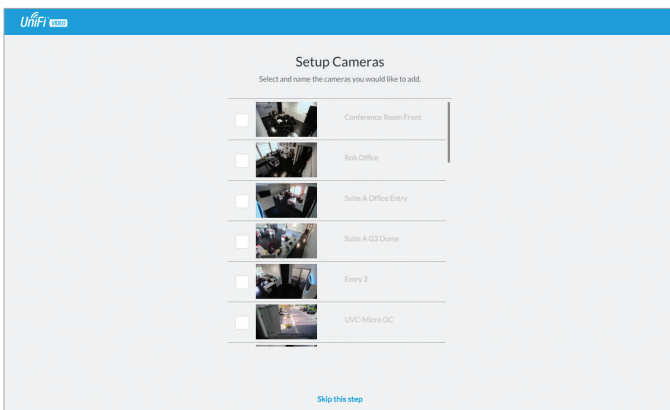 UniFi VIDEO
Setup Cameras
Select and name the cameras you would like to add.
Conference Room Front
Rob Office
Suite A Office Entry
Suite A G3 Dome
Entry 2
UVC-Micro OC
Skip this step